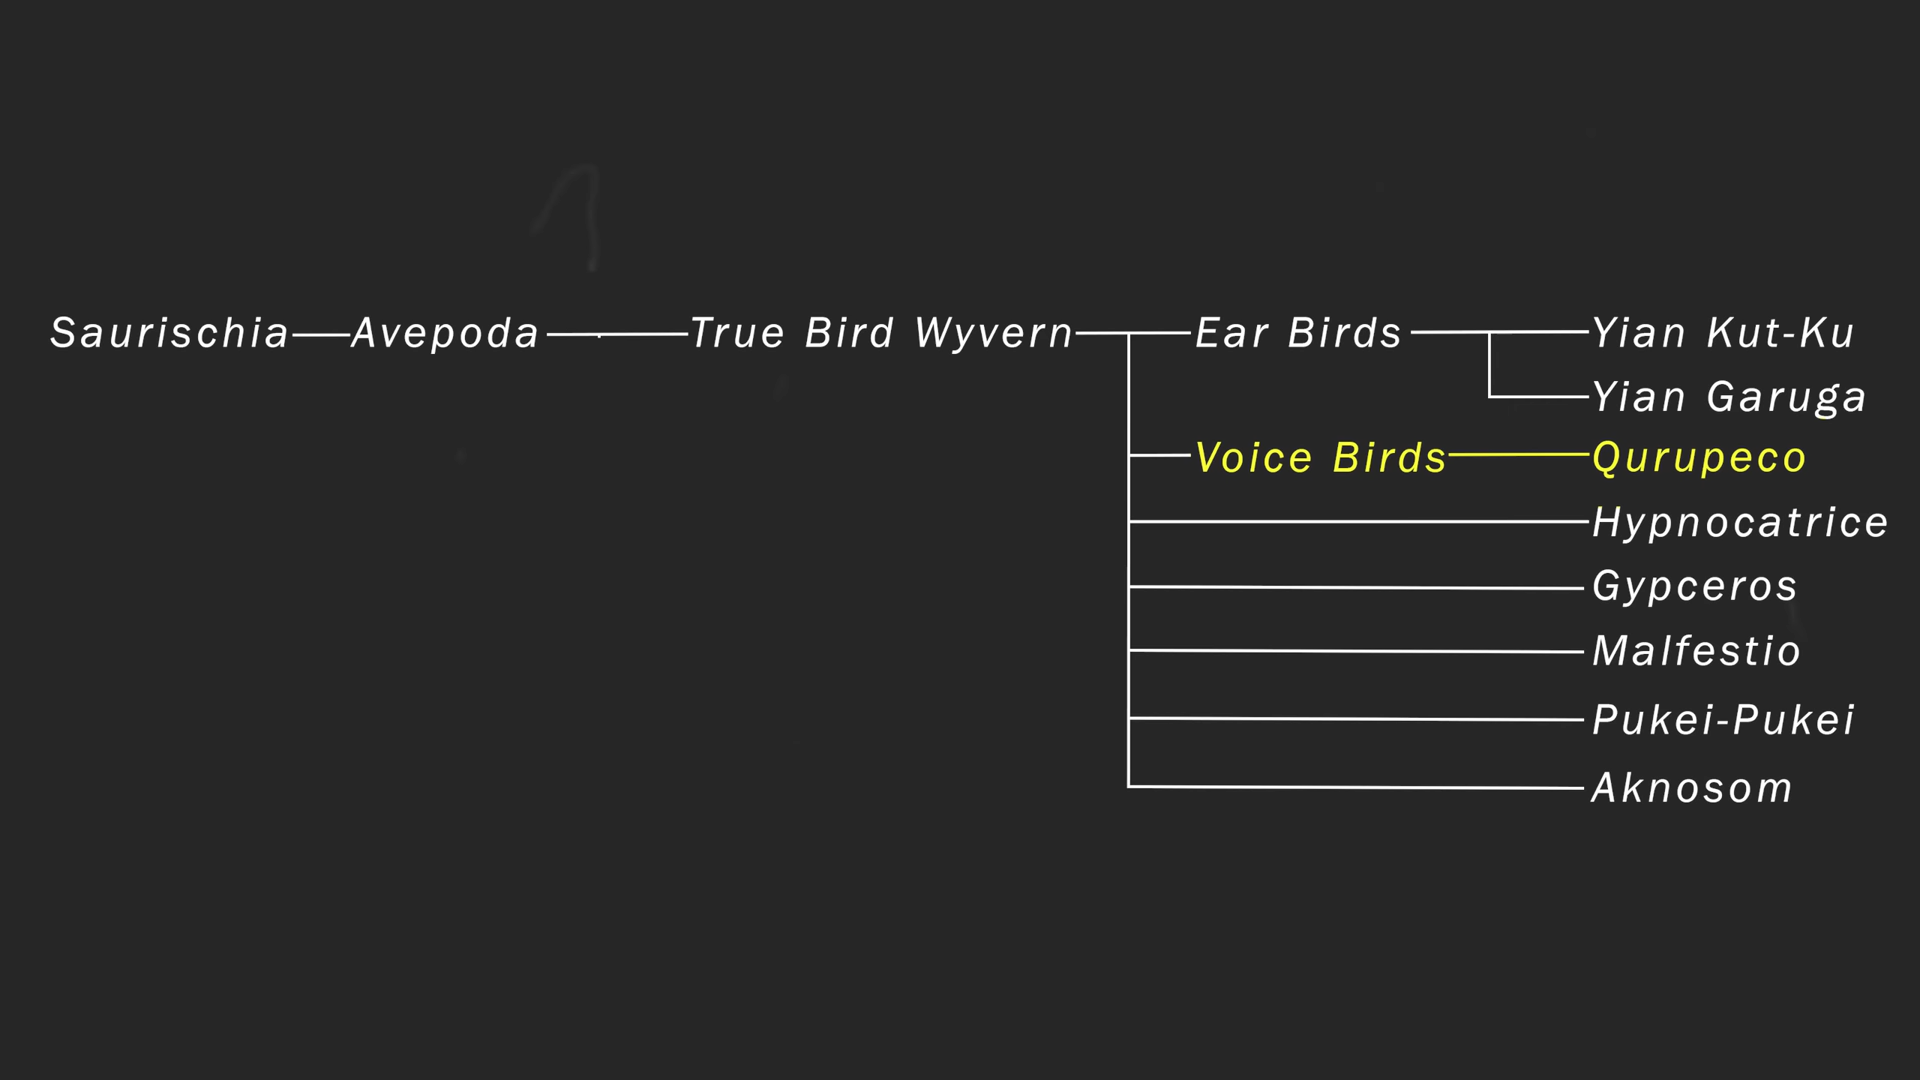 Saurischia Avepoda True Bird Wyvern Ear Birds Yian Kut-Ku
Yian Garuga
Voice Birds Qurupeco
Hypnocatrice
Gypceros
Malfestio
Pukei-Pukei
Aknosom